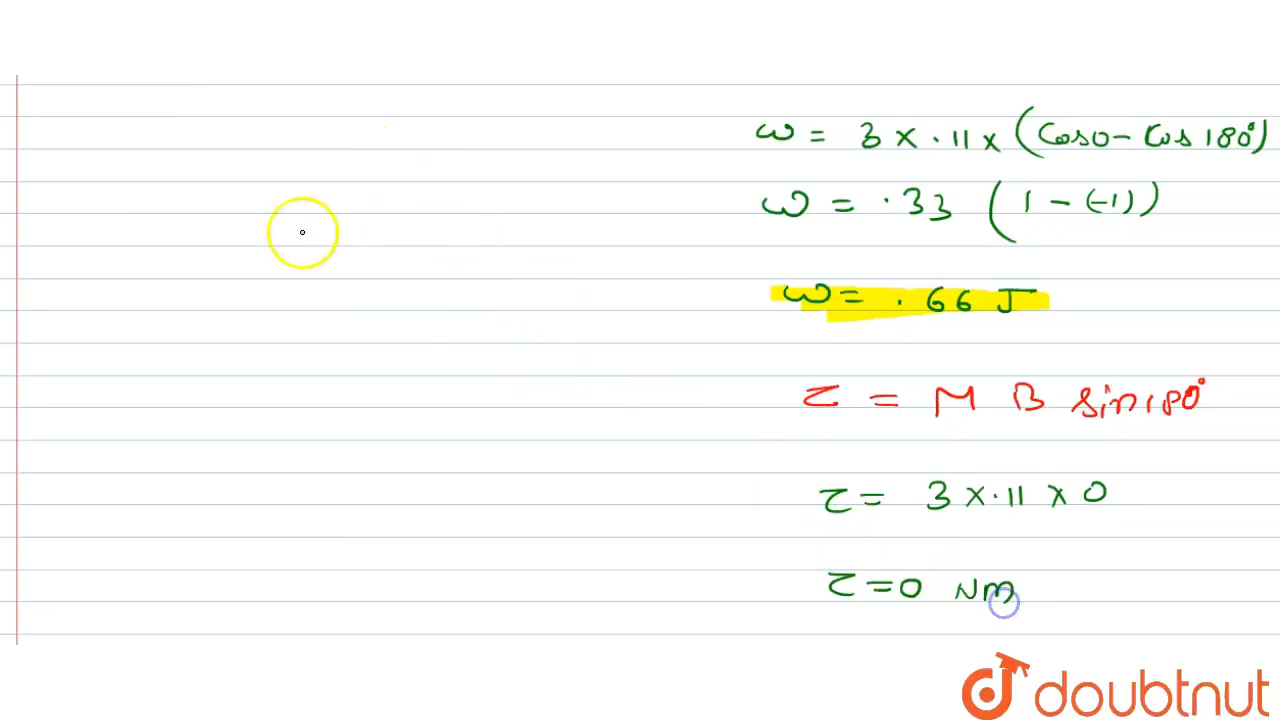 ω = 3 × .11 × (Cos0 - Cos 180°)
ω = .33 (1 - (-1))
ω = .66 J
τ = M B sin180°
τ = 3 × .11 × 0
τ = 0 Nm
doubtnut